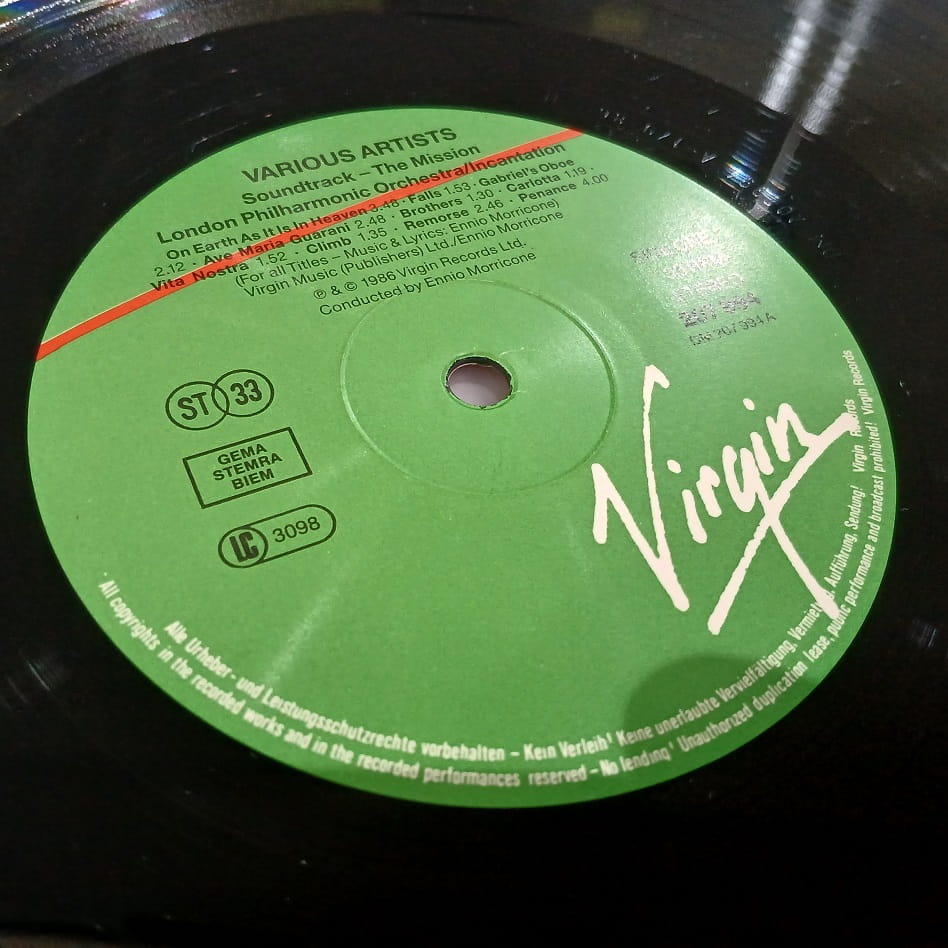 VARIOUS ARTISTS
Soundtrack – The Mission
London Philharmonic Orchestra/Incantation
On Earth As It Is In Heaven 3.48 · Falls 1.53 · Gabriel's Oboe
2.12 · Ave Maria Guarani 2.48 · Brothers 1.30 · Carlotta 1.19 ·
Vita Nostra 1.52 · Climb 1.35 · Remorse 2.46 · Penance 4.00
(For all Titles – Music & Lyrics: Ennio Morricone)
Virgin Music (Publishers) Ltd./Ennio Morricone
℗ & © 1986 Virgin Records Ltd.
Conducted by Ennio Morricone
207 994
207994 A
ST 33
GEMA
STEMRA
BIEM
LC 3098
Virgin
Alle Urheber- und Leistungsschutzrechte vorbehalten – Kein Verleih! Keine unerlaubte Vervielfältigung, Vermietung, Aufführung, Sendung! Virgin Records
All copyrights in the recorded works and in the recorded performances reserved – No lending! Unauthorized duplication lease, public performance and broadcast prohibited! Virgin Records